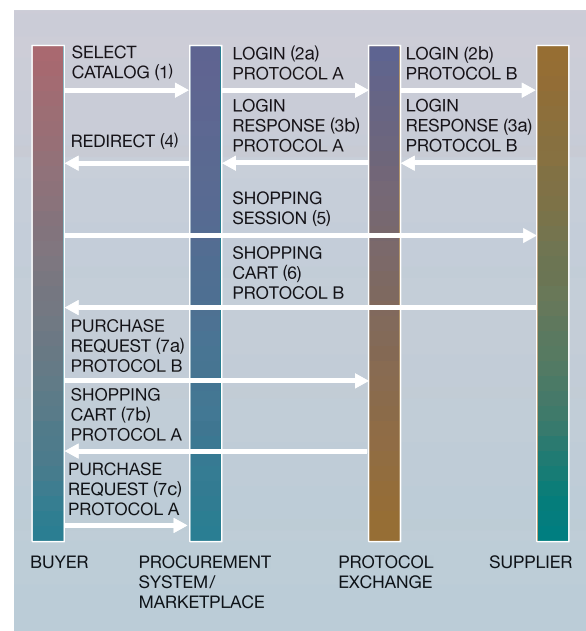 SELECT
CATALOG (1)
LOGIN (2a)
PROTOCOL A
LOGIN (2b)
PROTOCOL B
REDIRECT (4)
LOGIN
RESPONSE (3b)
PROTOCOL A
LOGIN
RESPONSE (3a)
PROTOCOL B
SHOPPING
SESSION (5)
SHOPPING
CART (6)
PROTOCOL B
PURCHASE
REQUEST (7a)
PROTOCOL B
SHOPPING
CART (7b)
PROTOCOL A
PURCHASE
REQUEST (7c)
PROTOCOL A
BUYER
PROCUREMENT
SYSTEM/
MARKETPLACE
PROTOCOL
EXCHANGE
SUPPLIER